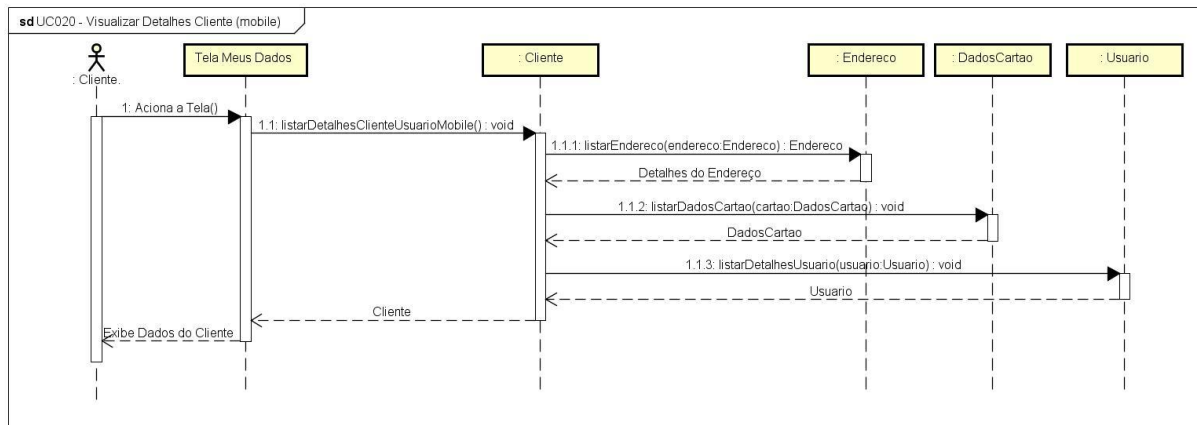 sd UC020 - Visualizar Detalhes Cliente (mobile)
: Cliente.
Tela Meus Dados
: Cliente
: Endereco
: DadosCartao
: Usuario
1: Aciona a Tela()
1.1: listarDetalhesClienteUsuarioMobile() : void
1.1.1: listarEndereco(endereco:Endereco) : Endereco
Detalhes do Endereço
1.1.2: listarDadosCartao(cartao:DadosCartao) : void
DadosCartao
1.1.3: listarDetalhesUsuario(usuario:Usuario) : void
Usuario
Cliente
Exibe Dados do Cliente